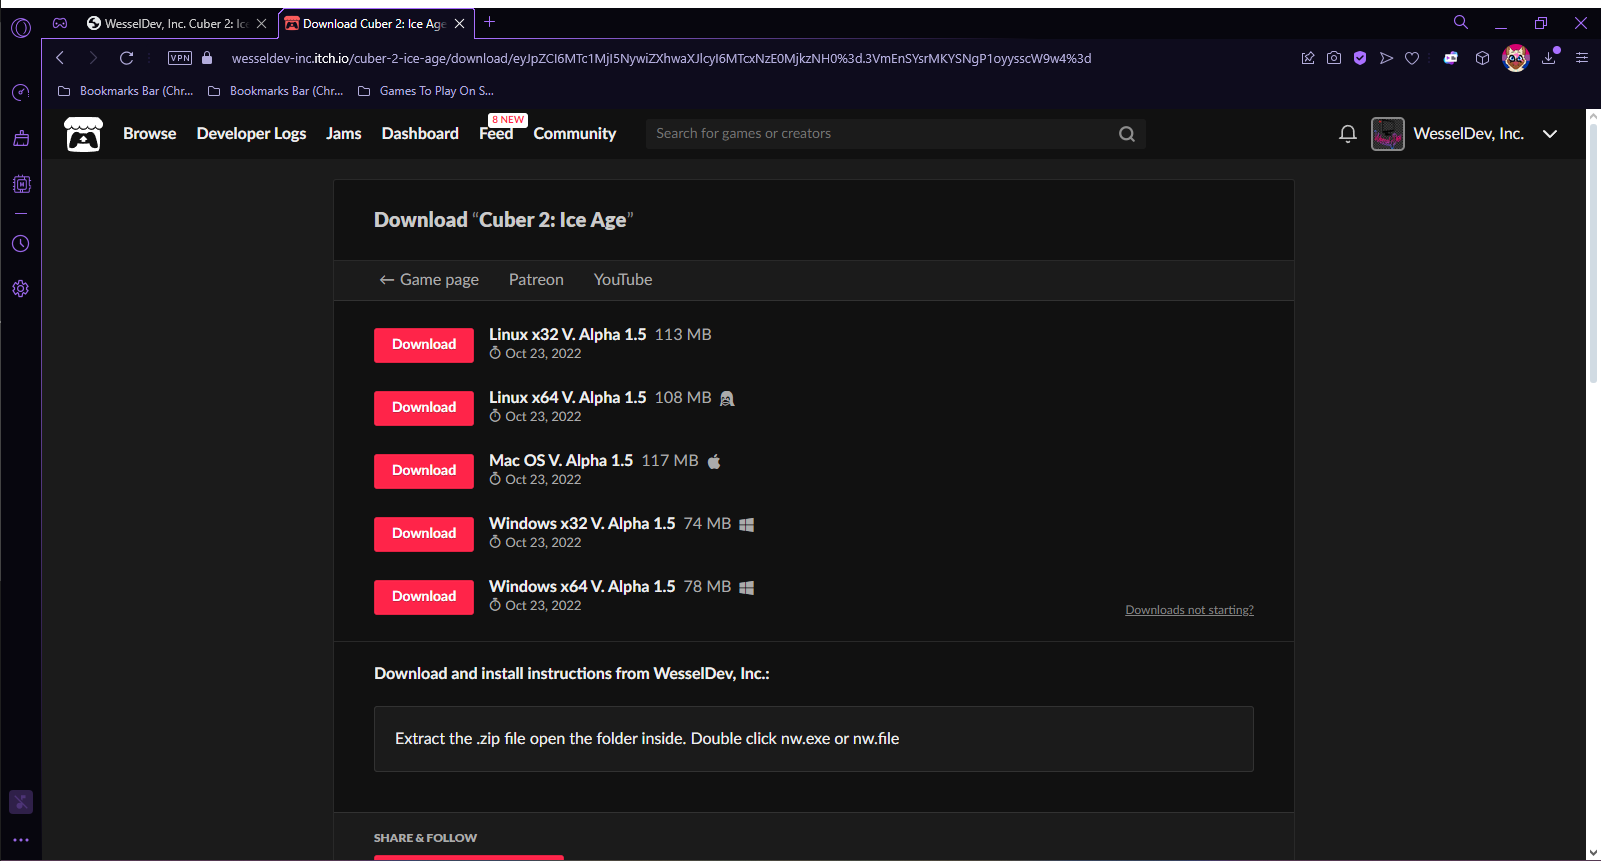 WesselDev, Inc. Cuber 2: Ice
Download Cuber 2: Ice Age
VPN
wesseldev-inc.itch.io/cuber-2-ice-age/download/eyJpZCI6MTc1MjI5NywiZXhwaXJlcyI6MTcxNzE0MjkzNH0%3d.3VmEnSYsrMKYSNgP1oyysscW9w4%3d
Bookmarks Bar (Chr...
Bookmarks Bar (Chr...
Games To Play On S...
8 NEW
Browse Developer Logs Jams Dashboard Feed Community
Search for games or creators
WesselDev, Inc.
Download “Cuber 2: Ice Age”
← Game page Patreon YouTube
Download Linux x32 V. Alpha 1.5 113 MB
Oct 23, 2022
Download Linux x64 V. Alpha 1.5 108 MB
Oct 23, 2022
Download Mac OS V. Alpha 1.5 117 MB
Oct 23, 2022
Download Windows x32 V. Alpha 1.5 74 MB
Oct 23, 2022
Download Windows x64 V. Alpha 1.5 78 MB
Oct 23, 2022
Downloads not starting?
Download and install instructions from WesselDev, Inc.:
Extract the .zip file open the folder inside. Double click nw.exe or nw.file
SHARE & FOLLOW